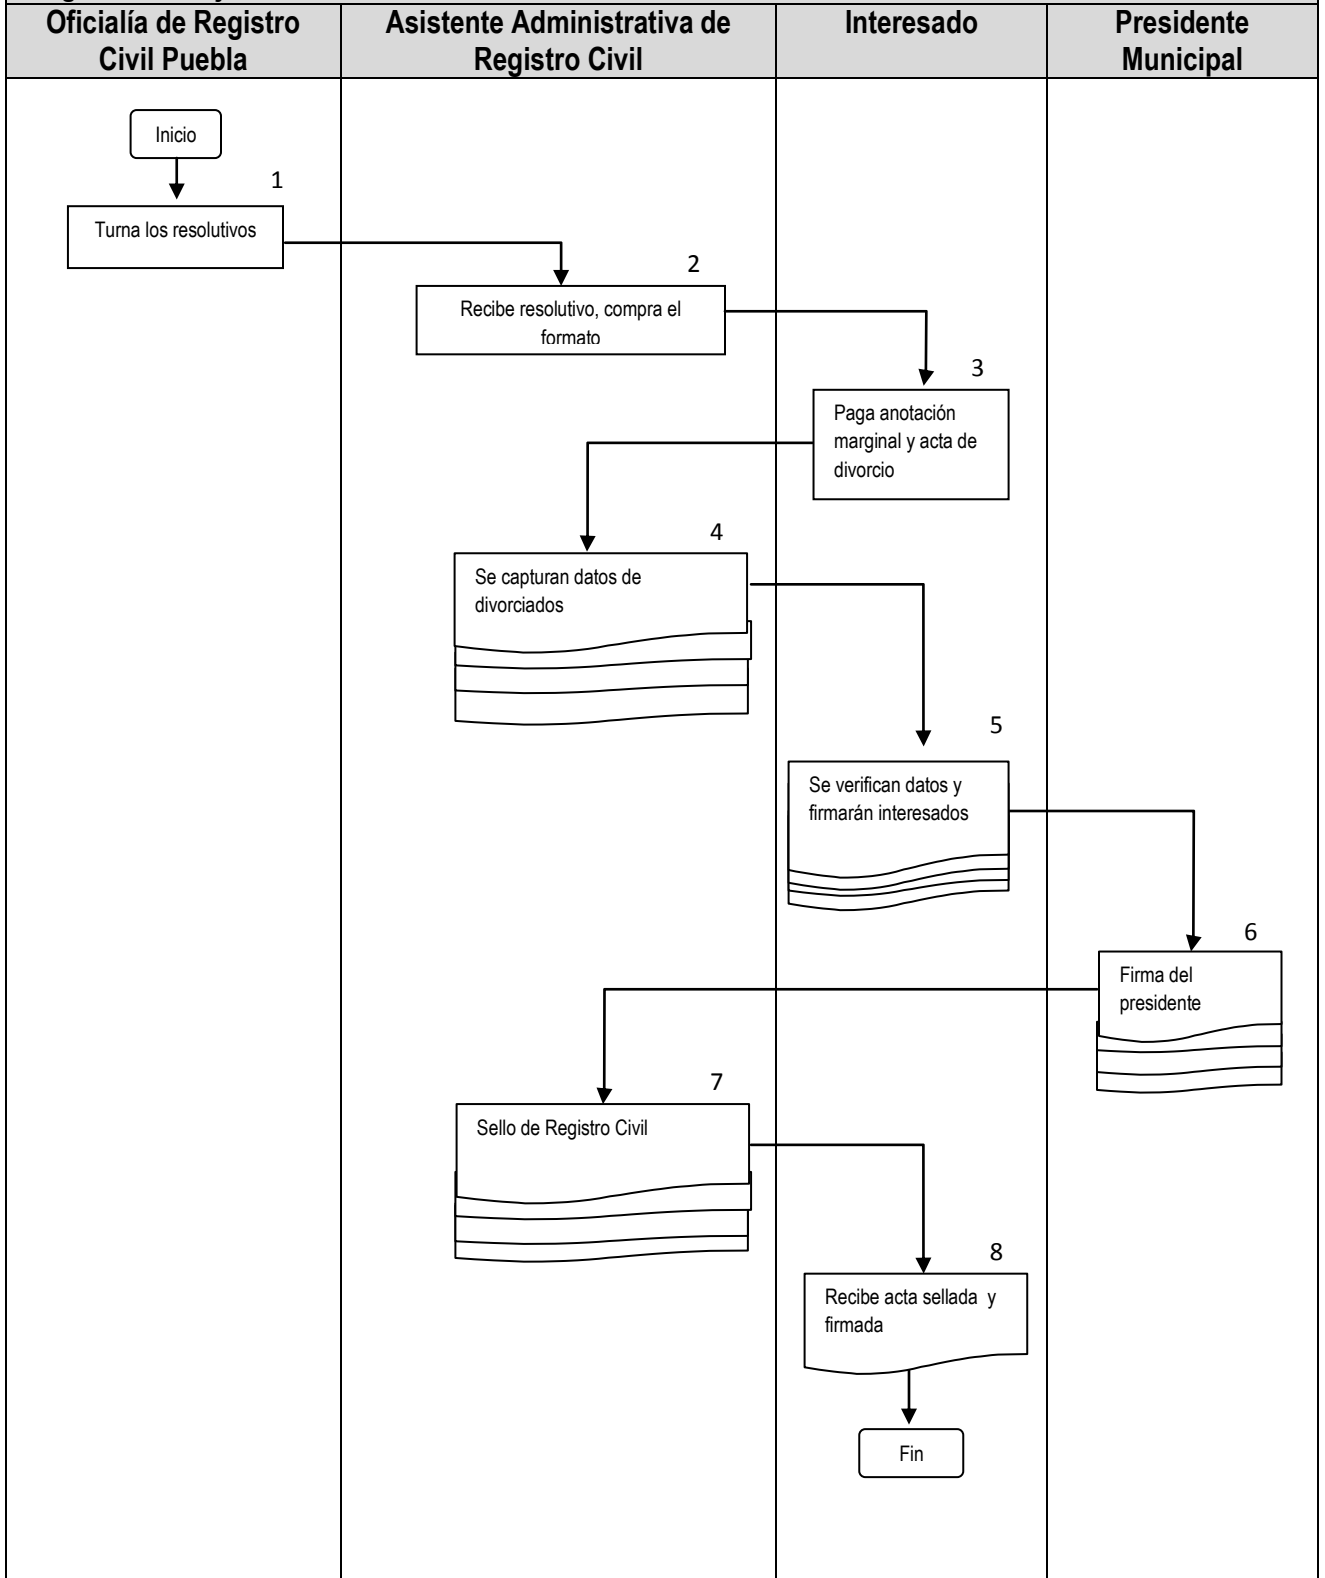 Oficialía de Registro
Civil Puebla
Asistente Administrativa de
Registro Civil
Interesado
Presidente
Municipal
Inicio
1
Turna los resolutivos
2
Recibe resolutivo, compra el
formato
3
Paga anotación
marginal y acta de
divorcio
4
Se capturan datos de
divorciados
5
Se verifican datos y
firmarán interesados
6
Firma del
presidente
7
Sello de Registro Civil
8
Recibe acta sellada y
firmada
Fin